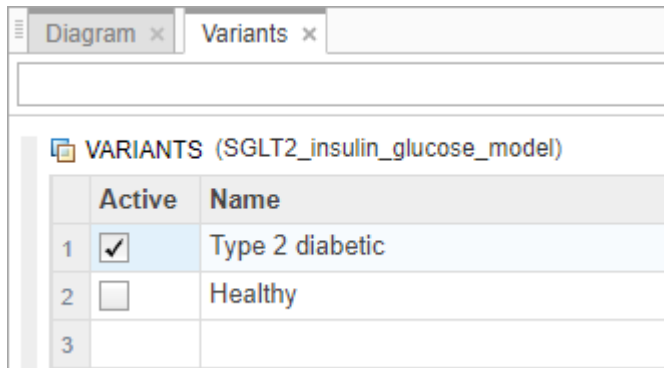 Diagram × Variants ×
VARIANTS (SGLT2_insulin_glucose_model)
Active Name
1 Type 2 diabetic
2 Healthy
3